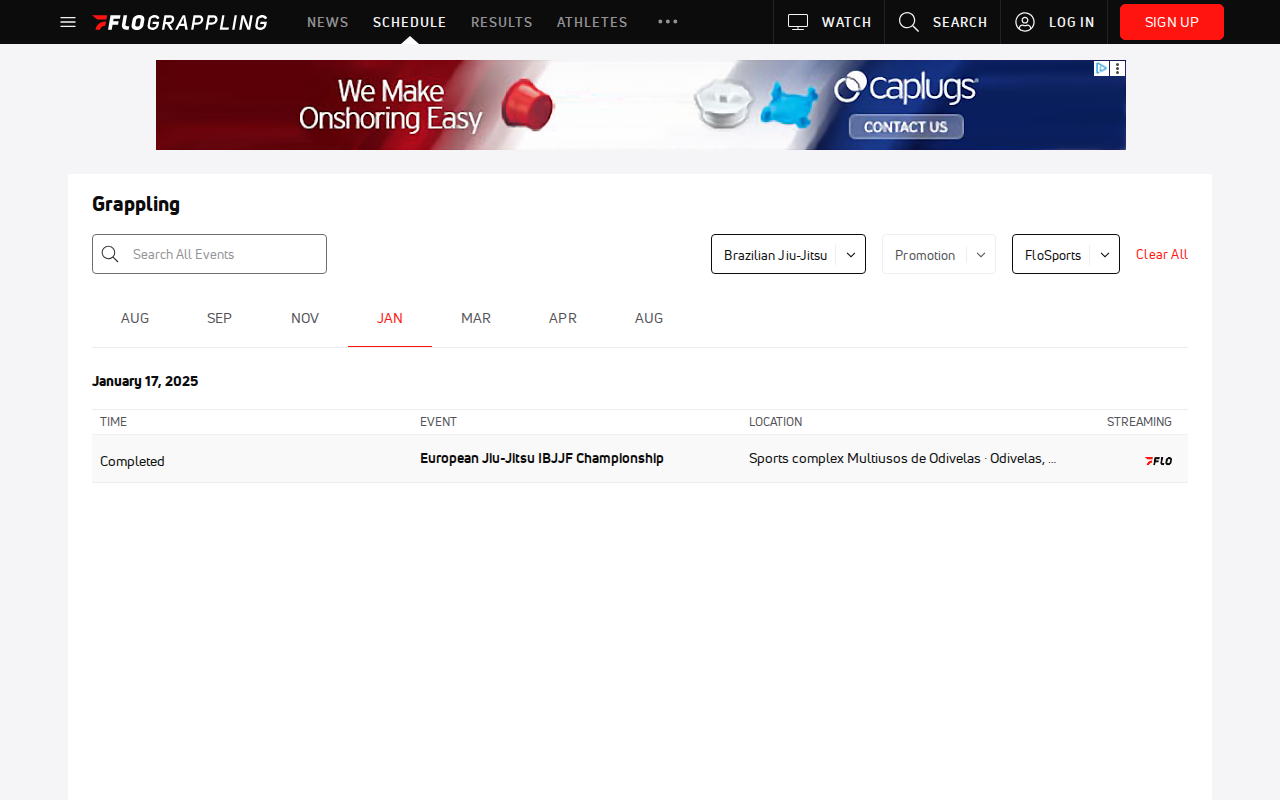 FLOGRAPPLING NEWS SCHEDULE RESULTS ATHLETES WATCH SEARCH LOG IN SIGN UP
We Make
Onshoring Easy
Caplugs
CONTACT US
Grappling
Search All Events Brazilian Jiu-Jitsu Promotion FloSports Clear All
AUG SEP NOV JAN MAR APR AUG
January 17, 2025
TIME EVENT LOCATION STREAMING
Completed European Jiu-Jitsu IBJJF Championship Sports complex Multiusos de Odivelas · Odivelas, ... FLO